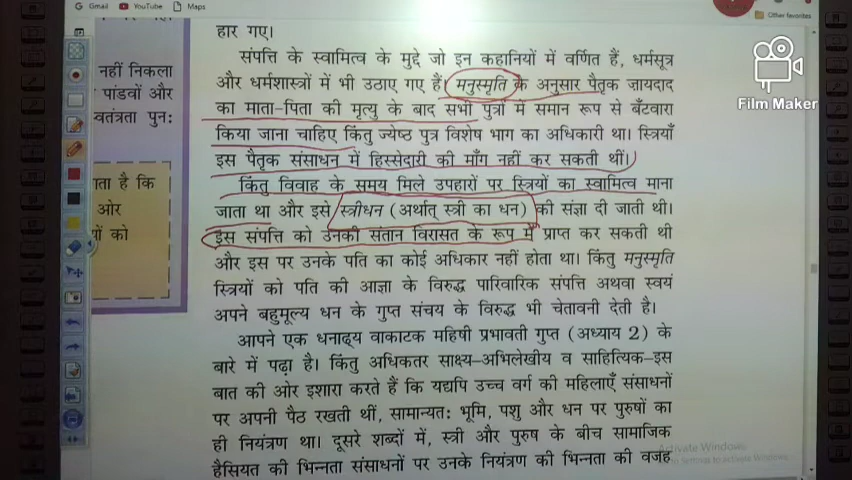 Gmail
YouTube
Maps
Other favorites
Film Maker
नहीं निकला
पांडवों और
वतंत्रता पुन:
ाता है कि
ओर
ों को
हार गए।
संपत्ति के स्वामित्व के मुद्दे जो इन कहानियों में वर्णित हैं, धर्मसूत्र
और धर्मशास्त्रों में भी उठाए गए हैं। मनुस्मृति के अनुसार पैतृक जायदाद
का माता-पिता की मृत्यु के बाद सभी पुत्रों में समान रूप से बँटवारा
किया जाना चाहिए किंतु ज्येष्ठ पुत्र विशेष भाग का अधिकारी था। स्त्रियाँ
इस पैतृक संसाधन में हिस्सेदारी की माँग नहीं कर सकती थीं।
किंतु विवाह के समय मिले उपहारों पर स्त्रियों का स्वामित्व माना
जाता था और इसे स्त्रीधन (अर्थात् स्त्री का धन) की संज्ञा दी जाती थी।
इस संपत्ति को उनकी संतान विरासत के रूप में प्राप्त कर सकती थी
और इस पर उनके पति का कोई अधिकार नहीं होता था। किंतु मनुस्मृति
स्त्रियों को पति की आज्ञा के विरुद्ध पारिवारिक संपत्ति अथवा स्वयं
अपने बहुमूल्य धन के गुप्त संचय के विरुद्ध भी चेतावनी देती है।
आपने एक धनाढ्य वाकाटक महिषी प्रभावती गुप्त (अध्याय 2) के
बारे में पढ़ा है। किंतु अधिकतर साक्ष्य-अभिलेखीय व साहित्यिक-इस
बात की ओर इशारा करते हैं कि यद्यपि उच्च वर्ग की महिलाएँ संसाधनों
पर अपनी पैठ रखती थीं, सामान्यत: भूमि, पशु और धन पर पुरुषों का
ही नियंत्रण था। दूसरे शब्दों में, स्त्री और पुरुष के बीच सामाजिक
हैसियत की भिन्नता संसाधनों पर उनके नियंत्रण की भिन्नता की वजह
Activate Windows